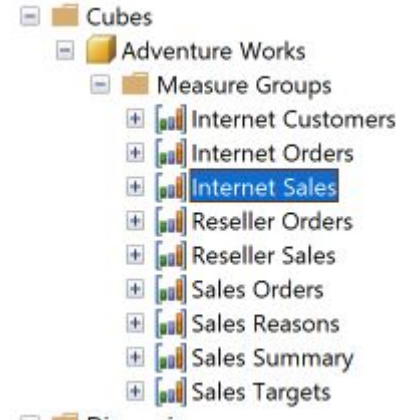 Cubes
Adventure Works
Measure Groups
Internet Customers
Internet Orders
Internet Sales
Reseller Orders
Reseller Sales
Sales Orders
Sales Reasons
Sales Summary
Sales Targets